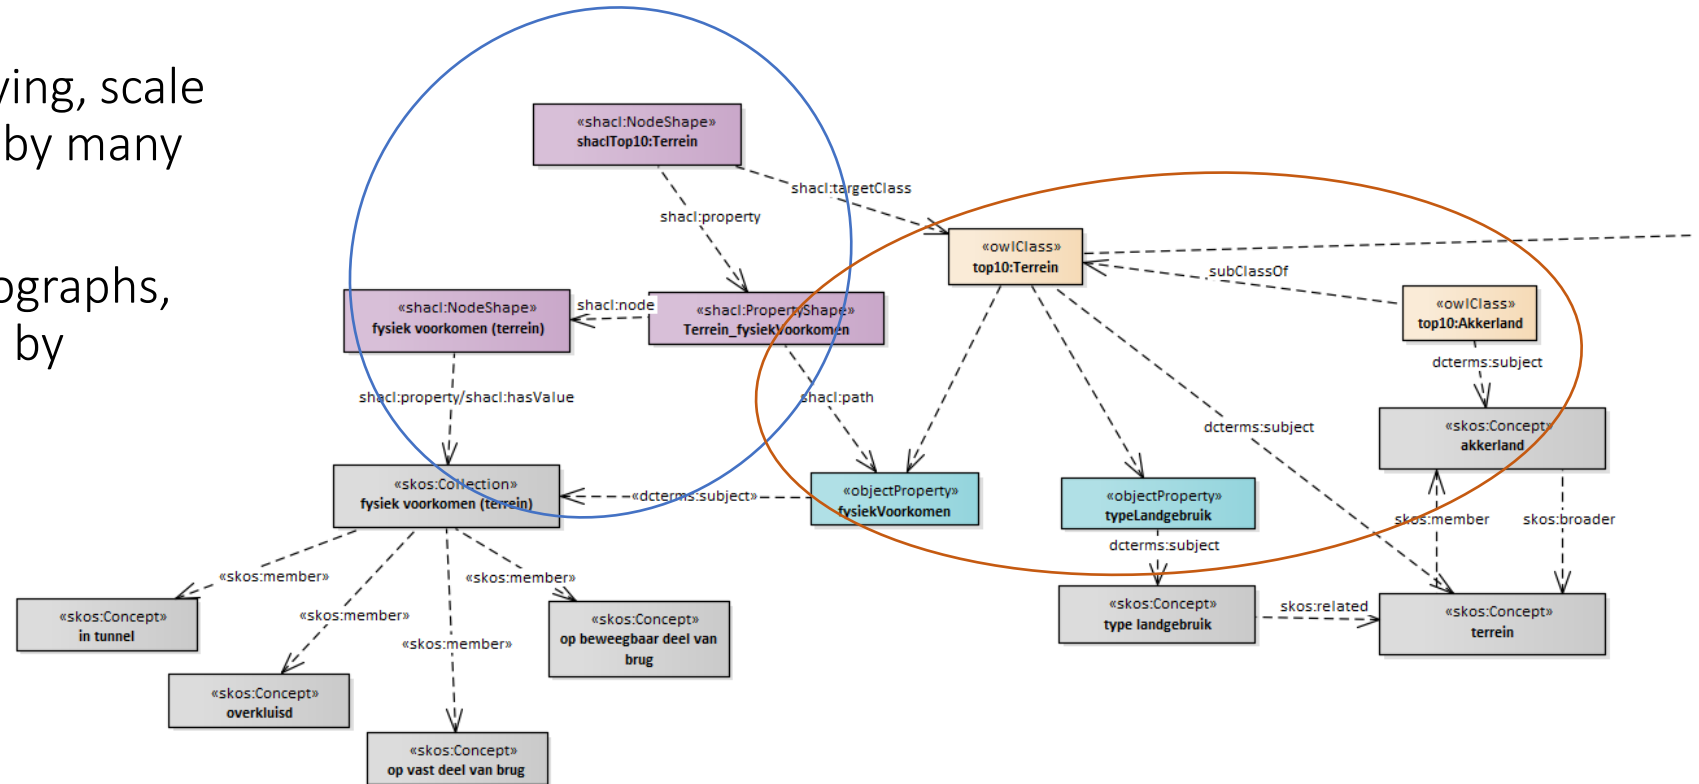 ying, scale
by many
ographs,
by
«shacl:NodeShape»
shaclTop10:Terrein
shacl:targetClass
shacl:property
«owlClass»
top10:Terrein
subClassOf
«owlClass»
top10:Akkerland
«shacl:NodeShape»
fysiek voorkomen (terrein)
shacl:node
«shacl:PropertyShape»
Terrein_fysiekVoorkomen
dcterms:subject
shacl:property/shacl:hasValue
shacl:path
dcterms:subject
«skos:Concept»
akkerland
«skos:Collection»
fysiek voorkomen (terrein)
«dcterms:subject»
«objectProperty»
fysiekVoorkomen
«objectProperty»
typeLandgebruik
skos:member
skos:broader
dcterms:subject
«skos:member»
«skos:member»
«skos:member»
«skos:member»
«skos:Concept»
in tunnel
«skos:Concept»
op beweegbaar deel van
brug
«skos:Concept»
type landgebruik
skos:related
«skos:Concept»
terrein
«skos:Concept»
overkluisd
«skos:Concept»
op vast deel van brug